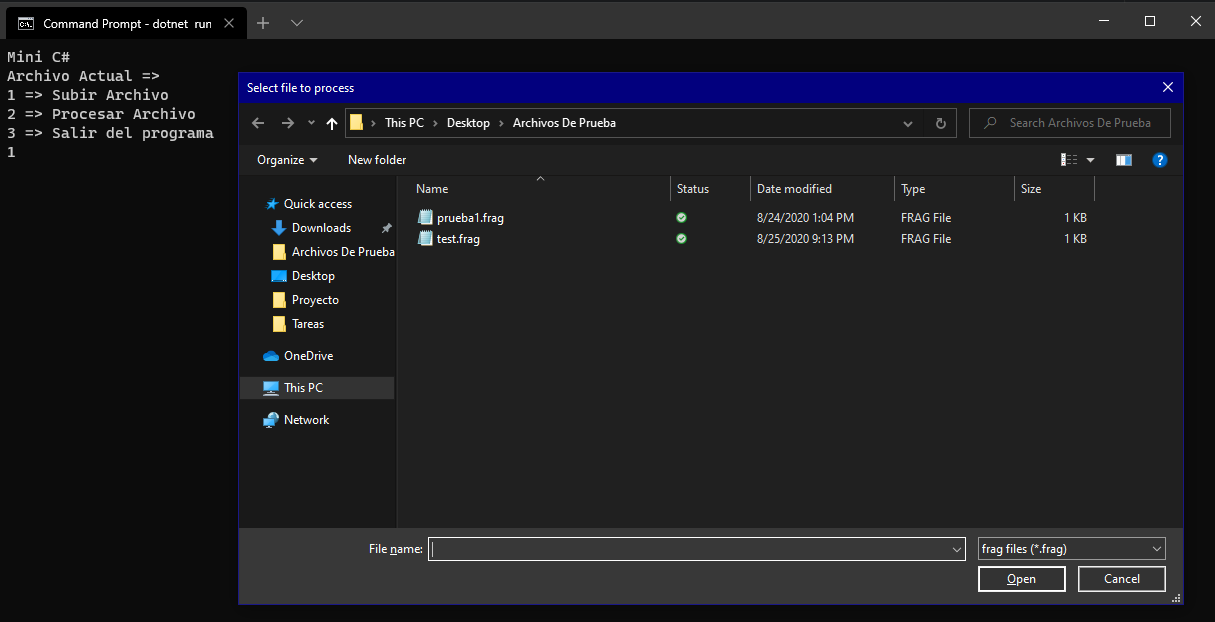 Command Prompt - dotnet run
Mini C#
Archivo Actual =>
1 => Subir Archivo
2 => Procesar Archivo
3 => Salir del programa
1
Select file to process
This PC > Desktop > Archivos De Prueba
Search Archivos De Prueba
Organize New folder
Quick access
Downloads
Archivos De Prueba
Desktop
Proyecto
Tareas
OneDrive
This PC
Network
Name Status Date modified Type Size
prueba1.frag 8/24/2020 1:04 PM FRAG File 1 KB
test.frag 8/25/2020 9:13 PM FRAG File 1 KB
File name: frag files (*.frag)
Open Cancel